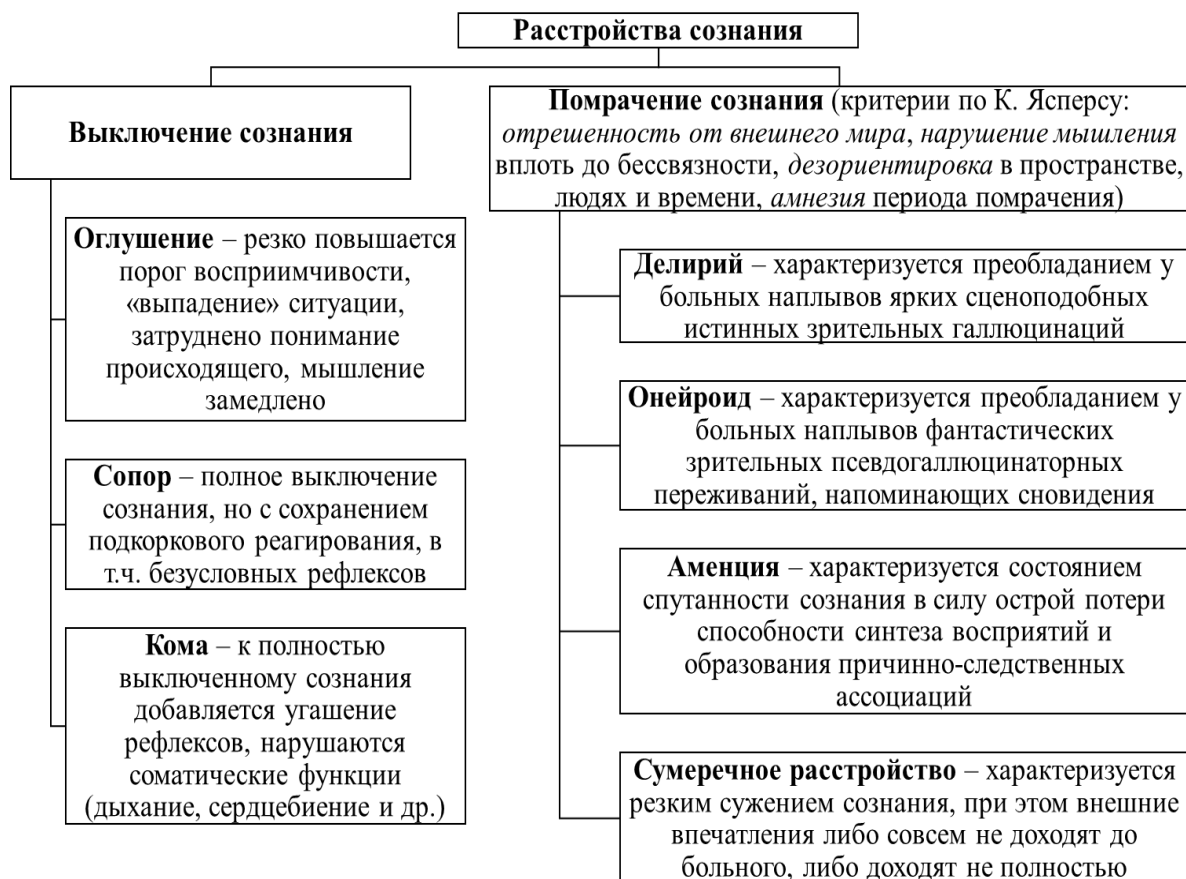 Расстройства сознания
Выключение сознания
Оглушение – резко повышается
порог восприимчивости,
«выпадение» ситуации,
затруднено понимание
происходящего, мышление
замедлено
Сопор – полное выключение
сознания, но с сохранением
подкоркового реагирования, в
т.ч. безусловных рефлексов
Кома – к полностью
выключенному сознания
добавляется угашение
рефлексов, нарушаются
соматические функции
(дыхание, сердцебиение и др.)
Помрачение сознания (критерии по К. Ясперсу:
отрешенность от внешнего мира, нарушение мышления
вплоть до бессвязности, дезориентировка в пространстве,
людях и времени, амнезия периода помрачения)
Делирий – характеризуется преобладанием у
больных наплывов ярких сценоподобных
истинных зрительных галлюцинаций
Онейроид – характеризуется преобладанием у
больных наплывов фантастических
зрительных псевдогаллюцинаторных
переживаний, напоминающих сновидения
Аменция – характеризуется состоянием
спутанности сознания в силу острой потери
способности синтеза восприятий и
образования причинно-следственных
ассоциаций
Сумеречное расстройство – характеризуется
резким сужением сознания, при этом внешние
впечатления либо совсем не доходят до
больного, либо доходят не полностью